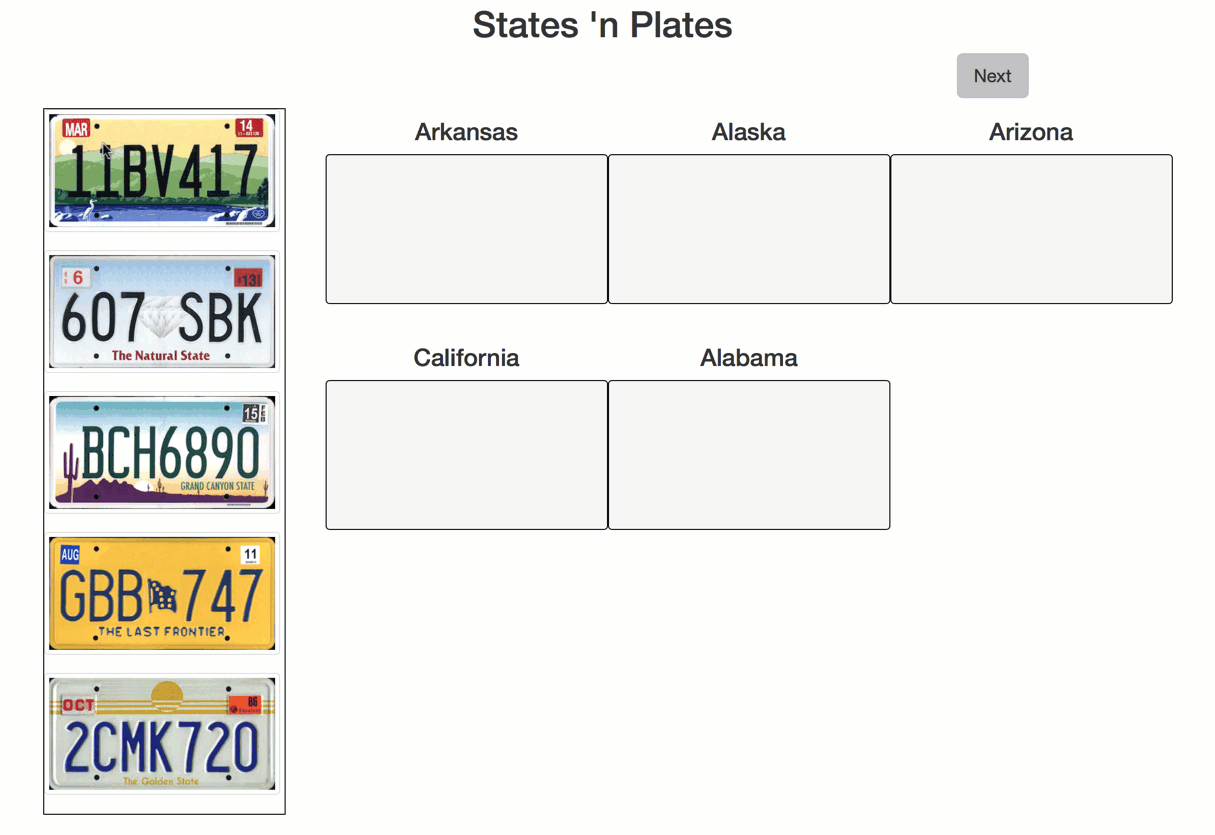 States 'n Plates
Next
MAR 14
11BV417
6 13
607 SBK
The Natural State
15 FEB
BCH6890
GRAND CANYON STATE
AUG 11
GBB 747
THE LAST FRONTIER
OCT 86
2CMK720
The Golden State
Arkansas Alaska Arizona
California Alabama